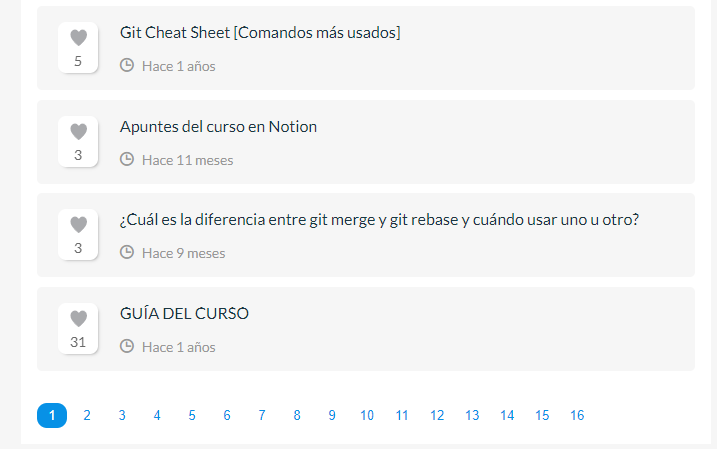 Git Cheat Sheet [Comandos más usados]
5
Hace 1 años
Apuntes del curso en Notion
3
Hace 11 meses
¿Cuál es la diferencia entre git merge y git rebase y cuándo usar uno u otro?
3
Hace 9 meses
GUÍA DEL CURSO
31
Hace 1 años
1 2 3 4 5 6 7 8 9 10 11 12 13 14 15 16